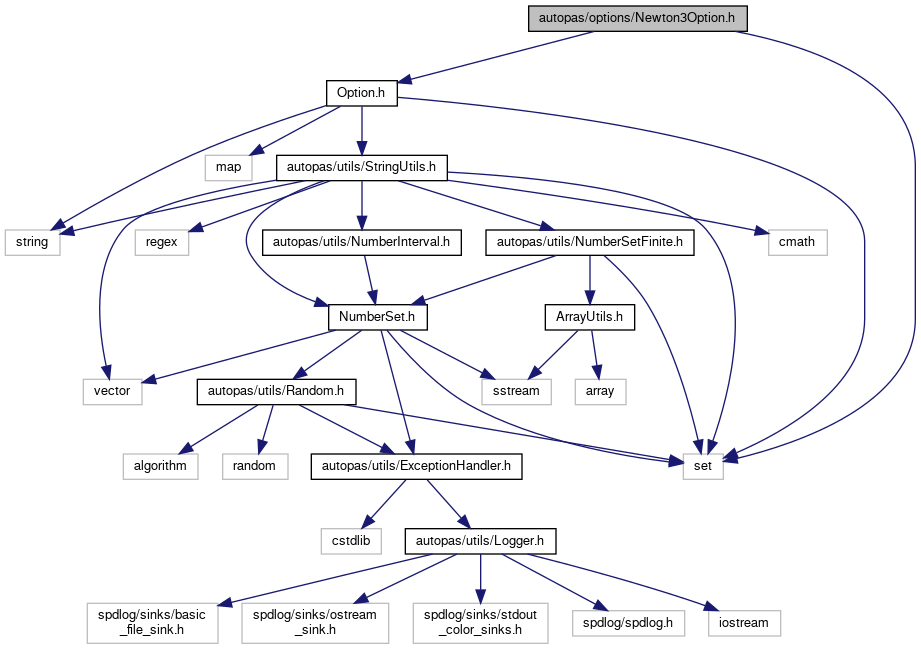 autopas/options/Newton3Option.h
Option.h
map
autopas/utils/StringUtils.h
string
regex
autopas/utils/NumberInterval.h
autopas/utils/NumberSetFinite.h
cmath
NumberSet.h
ArrayUtils.h
vector
autopas/utils/Random.h
sstream
array
algorithm
random
autopas/utils/ExceptionHandler.h
set
cstdlib
autopas/utils/Logger.h
spdlog/sinks/basic
_file_sink.h
spdlog/sinks/ostream
_sink.h
spdlog/sinks/stdout
_color_sinks.h
spdlog/spdlog.h
iostream